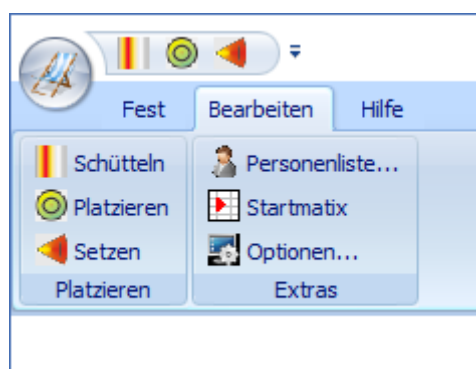 Fest Bearbeiten Hilfe
Schütteln Personenliste...
Platzieren Startmatix
Setzen Optionen...
Platzieren Extras